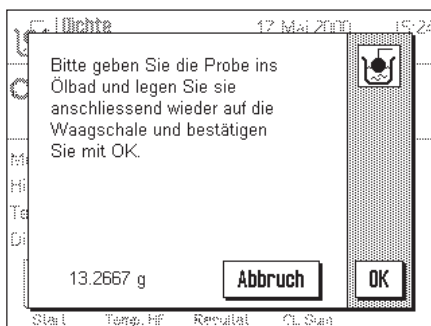 Dichte 17. Mai 2000
Bitte geben Sie die Probe ins
Ölbad und legen Sie sie
anschliessend wieder auf die
Waagschale und bestätigen
Sie mit OK.
13.2667 g
Abbruch
OK
Start